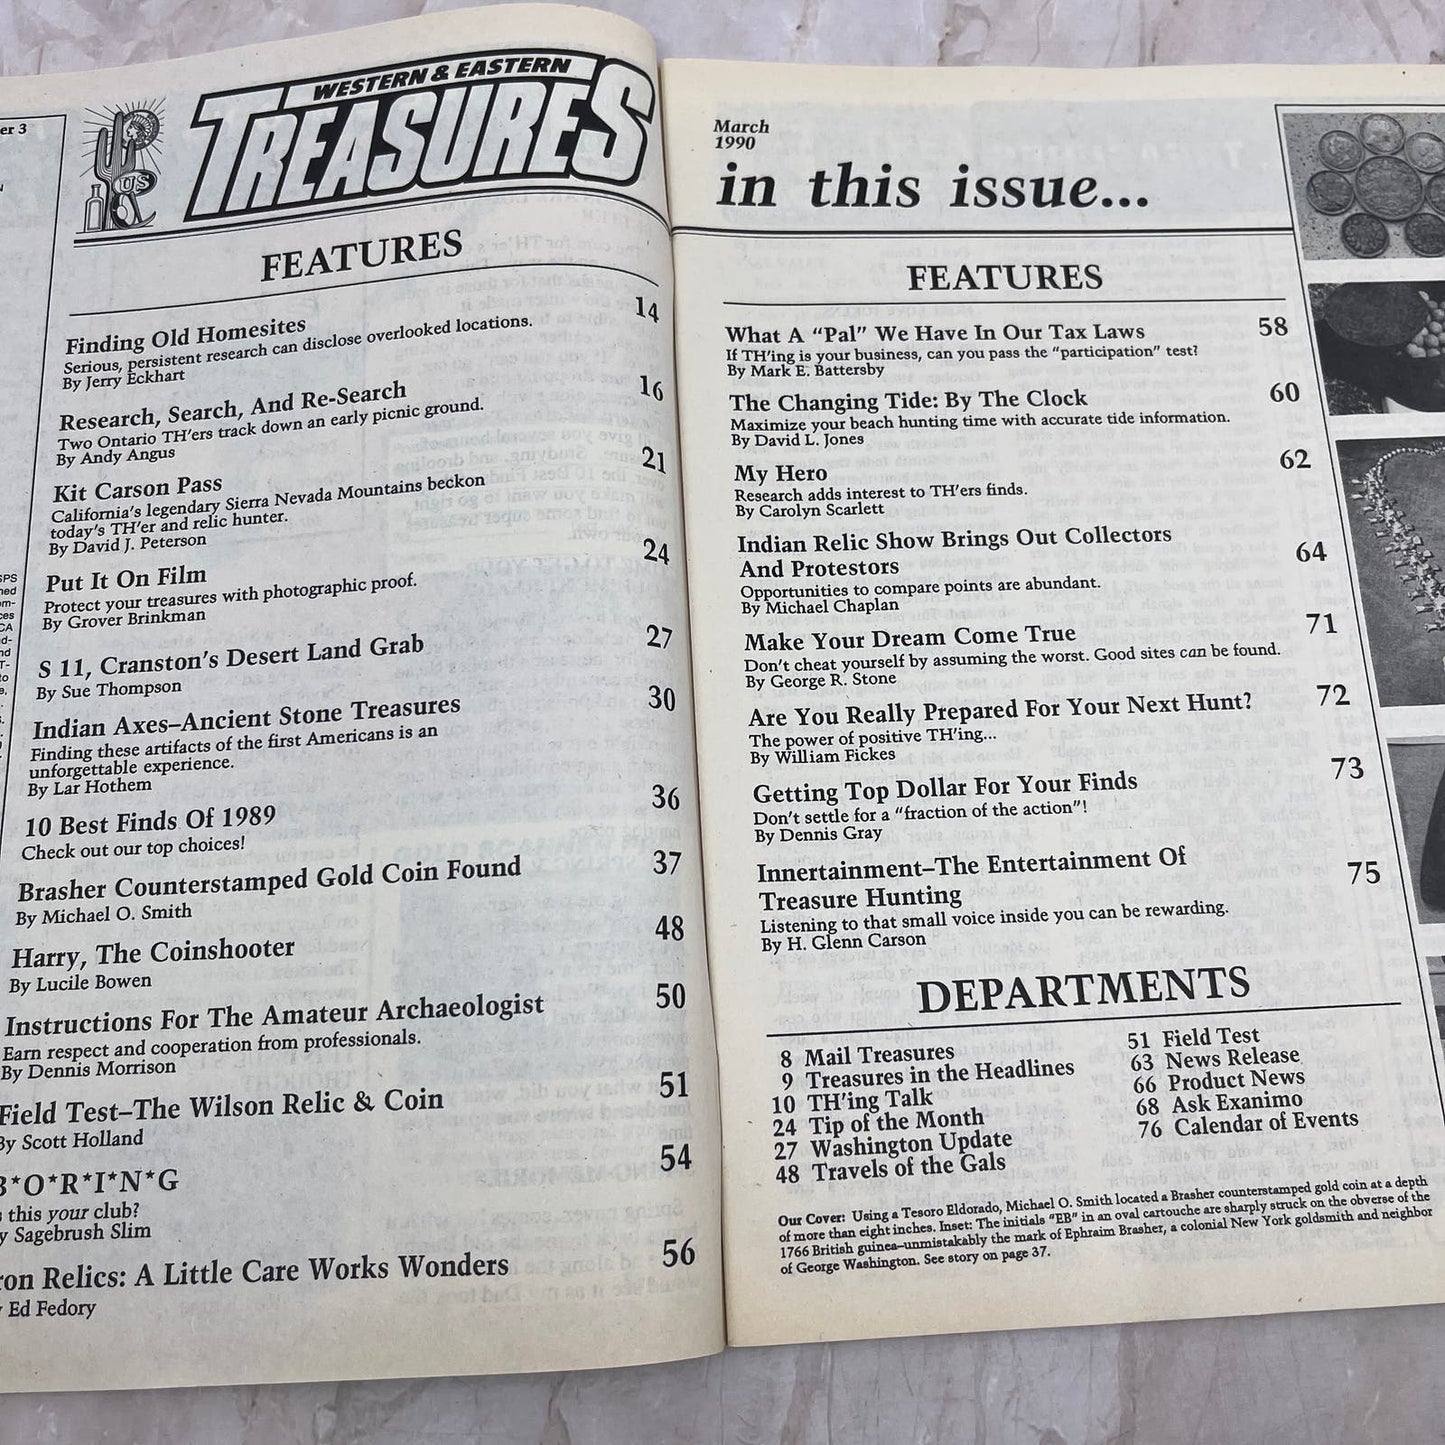 er 3
WESTERN & EASTERN
TREASURES
US
FEATURES
Finding Old Homesites 14
Serious, persistent research can disclose overlooked locations.
By Jerry Eckhart
Research, Search, And Re-Search 16
Two Ontario TH'ers track down an early picnic ground.
By Andy Angus
Kit Carson Pass 21
California's legendary Sierra Nevada Mountains beckon
today's TH'er and relic hunter.
By David J. Peterson
Put It On Film 24
Protect your treasures with photographic proof.
By Grover Brinkman
S 11, Cranston's Desert Land Grab 27
By Sue Thompson
Indian Axes–Ancient Stone Treasures 30
Finding these artifacts of the first Americans is an
unforgettable experience.
By Lar Hothem
10 Best Finds Of 1989 36
Check out our top choices!
Brasher Counterstamped Gold Coin Found 37
By Michael O. Smith
Harry, The Coinshooter 48
By Lucile Bowen
Instructions For The Amateur Archaeologist 50
Earn respect and cooperation from professionals.
By Dennis Morrison
Field Test–The Wilson Relic & Coin 51
By Scott Holland
B*O*R*I*N*G 54
s this your club?
y Sagebrush Slim
ron Relics: A Little Care Works Wonders 56
y Ed Fedory
March
1990
in this issue...
FEATURES
What A "Pal" We Have In Our Tax Laws 58
If TH'ing is your business, can you pass the "participation" test?
By Mark E. Battersby
The Changing Tide: By The Clock 60
Maximize your beach hunting time with accurate tide information.
By David L. Jones
My Hero 62
Research adds interest to TH'ers finds.
By Carolyn Scarlett
Indian Relic Show Brings Out Collectors
And Protestors 64
Opportunities to compare points are abundant.
By Michael Chaplan
Make Your Dream Come True 71
Don't cheat yourself by assuming the worst. Good sites can be found.
By George R. Stone
Are You Really Prepared For Your Next Hunt? 72
The power of positive TH'ing...
By William Fickes
Getting Top Dollar For Your Finds 73
Don't settle for a "fraction of the action"!
By Dennis Gray
Innertainment–The Entertainment Of
Treasure Hunting 75
Listening to that small voice inside you can be rewarding.
By H. Glenn Carson
DEPARTMENTS
8 Mail Treasures
9 Treasures in the Headlines
10 TH'ing Talk
24 Tip of the Month
27 Washington Update
48 Travels of the Gals
51 Field Test
63 News Release
66 Product News
68 Ask Exanimo
76 Calendar of Events
Our Cover: Using a Tesoro Eldorado, Michael O. Smith located a Brasher counterstamped gold coin at a depth
of more than eight inches. Inset: The initials "EB" in an oval cartouche are sharply struck on the obverse of the
1766 British guinea–unmistakably the mark of Ephraim Brasher, a colonial New York goldsmith and neighbor
of George Washington. See story on page 37.